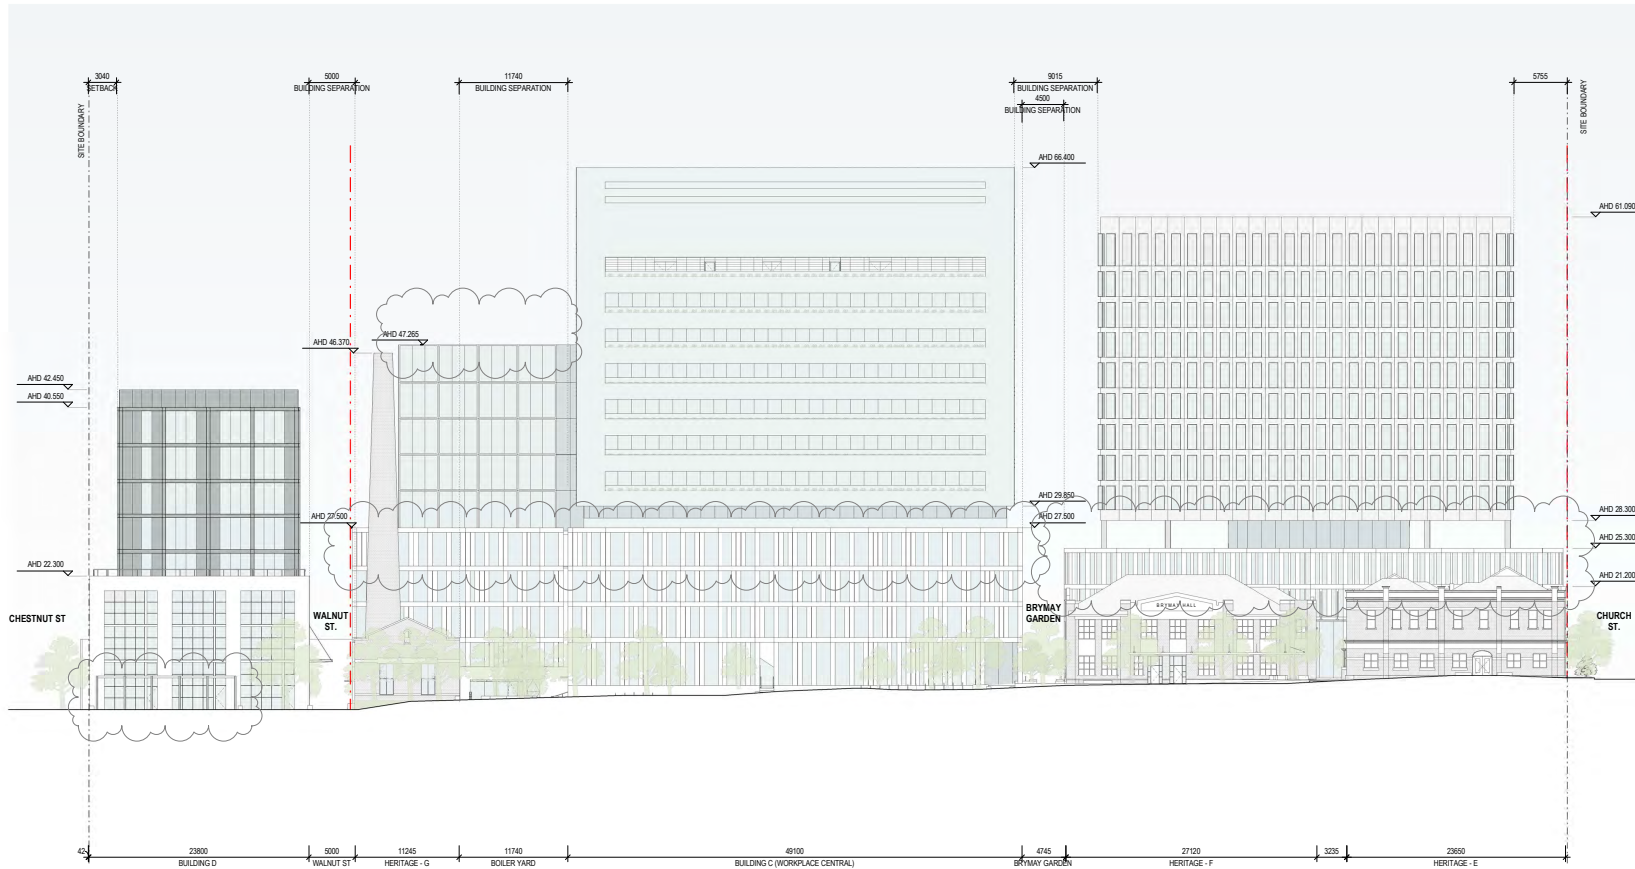 3040
SETBACK
5000
BUILDING SEPARATION
11740
BUILDING SEPARATION
9015
BUILDING SEPARATION
4500
BUILDING SEPARATION
5755
SITE BOUNDARY
SITE BOUNDARY
AHD 66.400
AHD 61.090
AHD 47.265
AHD 46.370
AHD 42.450
AHD 40.550
AHD 29.850
AHD 27.500
AHD 27.500
AHD 28.300
AHD 25.300
AHD 22.300
AHD 21.200
CHESTNUT ST
WALNUT
ST.
BRYMAY
GARDEN
BRYMAY HALL
CHURCH
ST.
42
23800
BUILDING D
5000
WALNUT ST
11245
HERITAGE - G
11740
BOILER YARD
49100
BUILDING C (WORKPLACE CENTRAL)
4745
BRYMAY GARDEN
27120
HERITAGE - F
3235
23650
HERITAGE - E